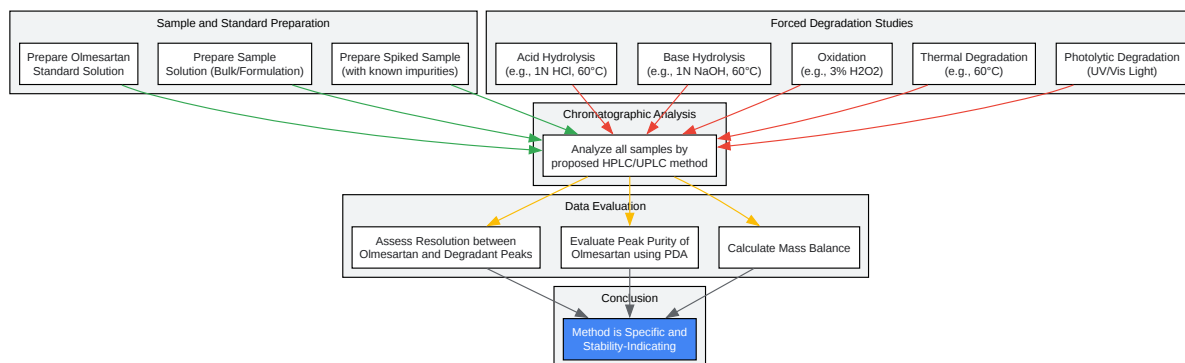 Sample and Standard Preparation
Prepare Olmesartan
Standard Solution
Prepare Sample
Solution (Bulk/Formulation)
Prepare Spiked Sample
(with known impurities)
Forced Degradation Studies
Acid Hydrolysis
(e.g., 1N HCl, 60°C)
Base Hydrolysis
(e.g., 1N NaOH, 60°C)
Oxidation
(e.g., 3% H2O2)
Thermal Degradation
(e.g., 60°C)
Photolytic Degradation
(UV/Vis Light)
Chromatographic Analysis
Analyze all samples by
proposed HPLC/UPLC method
Data Evaluation
Assess Resolution between
Olmesartan and Degradant Peaks
Evaluate Peak Purity of
Olmesartan using PDA
Calculate Mass Balance
Conclusion
Method is Specific and
Stability-Indicating